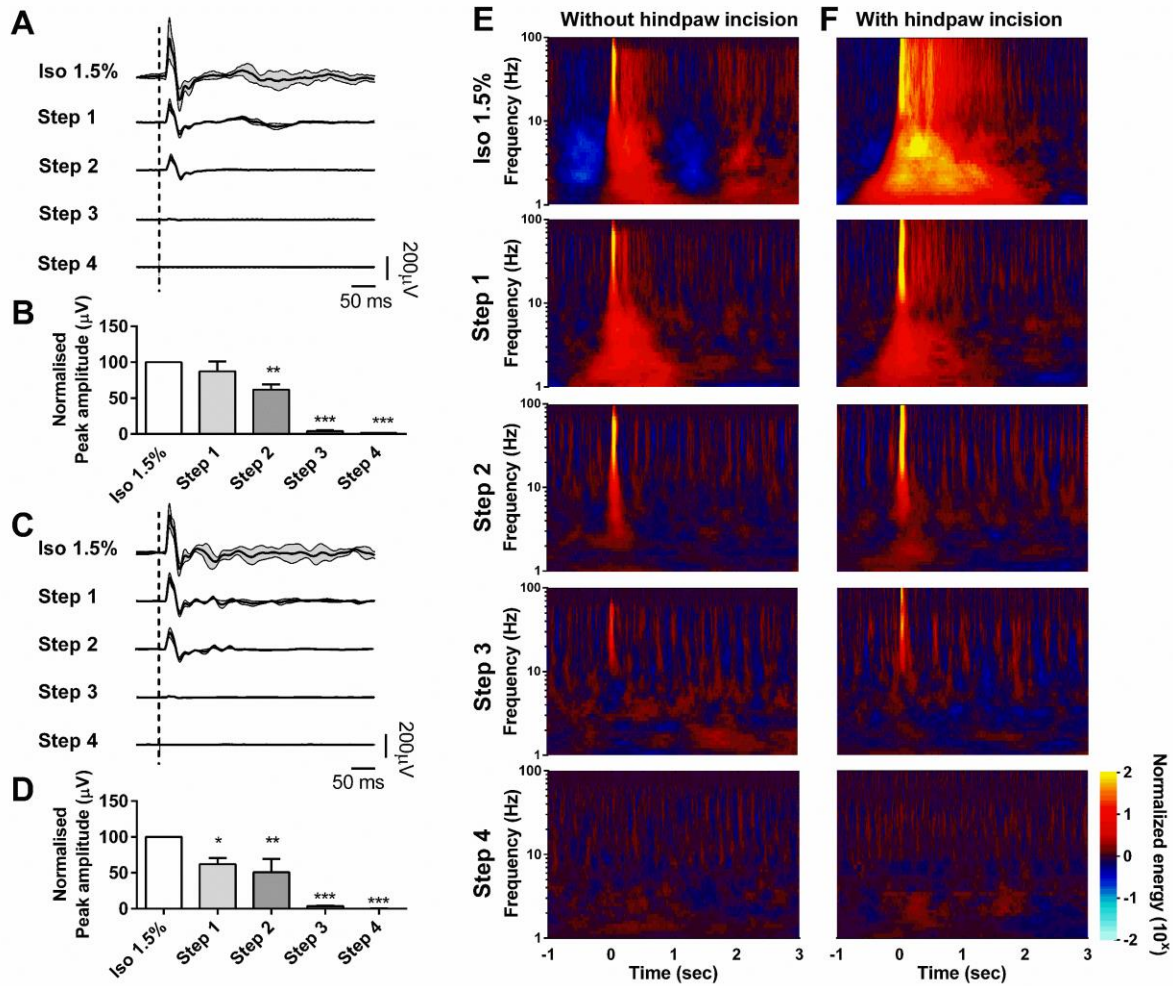 A
Iso 1.5%
Step 1
Step 2
Step 3
Step 4
200µV
50 ms
B
Normalised
Peak amplitude (µV)
150
100
50
0
**
***
***
Iso 1.5%
Step 1
Step 2
Step 3
Step 4
C
Iso 1.5%
Step 1
Step 2
Step 3
Step 4
200µV
50 ms
D
Normalised
Peak amplitude (µV)
150
100
50
0
*
**
***
***
Iso 1.5%
Step 1
Step 2
Step 3
Step 4
E Without hindpaw incision
F With hindpaw incision
Iso 1.5%
Frequency (Hz)
100
10
1
Step 1
Frequency (Hz)
100
10
1
Step 2
Frequency (Hz)
100
10
1
Step 3
Frequency (Hz)
100
10
1
Step 4
Frequency (Hz)
100
10
1
-1 0 1 2 3
Time (sec)
-1 0 1 2 3
Time (sec)
2
1
0
-1
-2
Normalized energy (10ˣ)